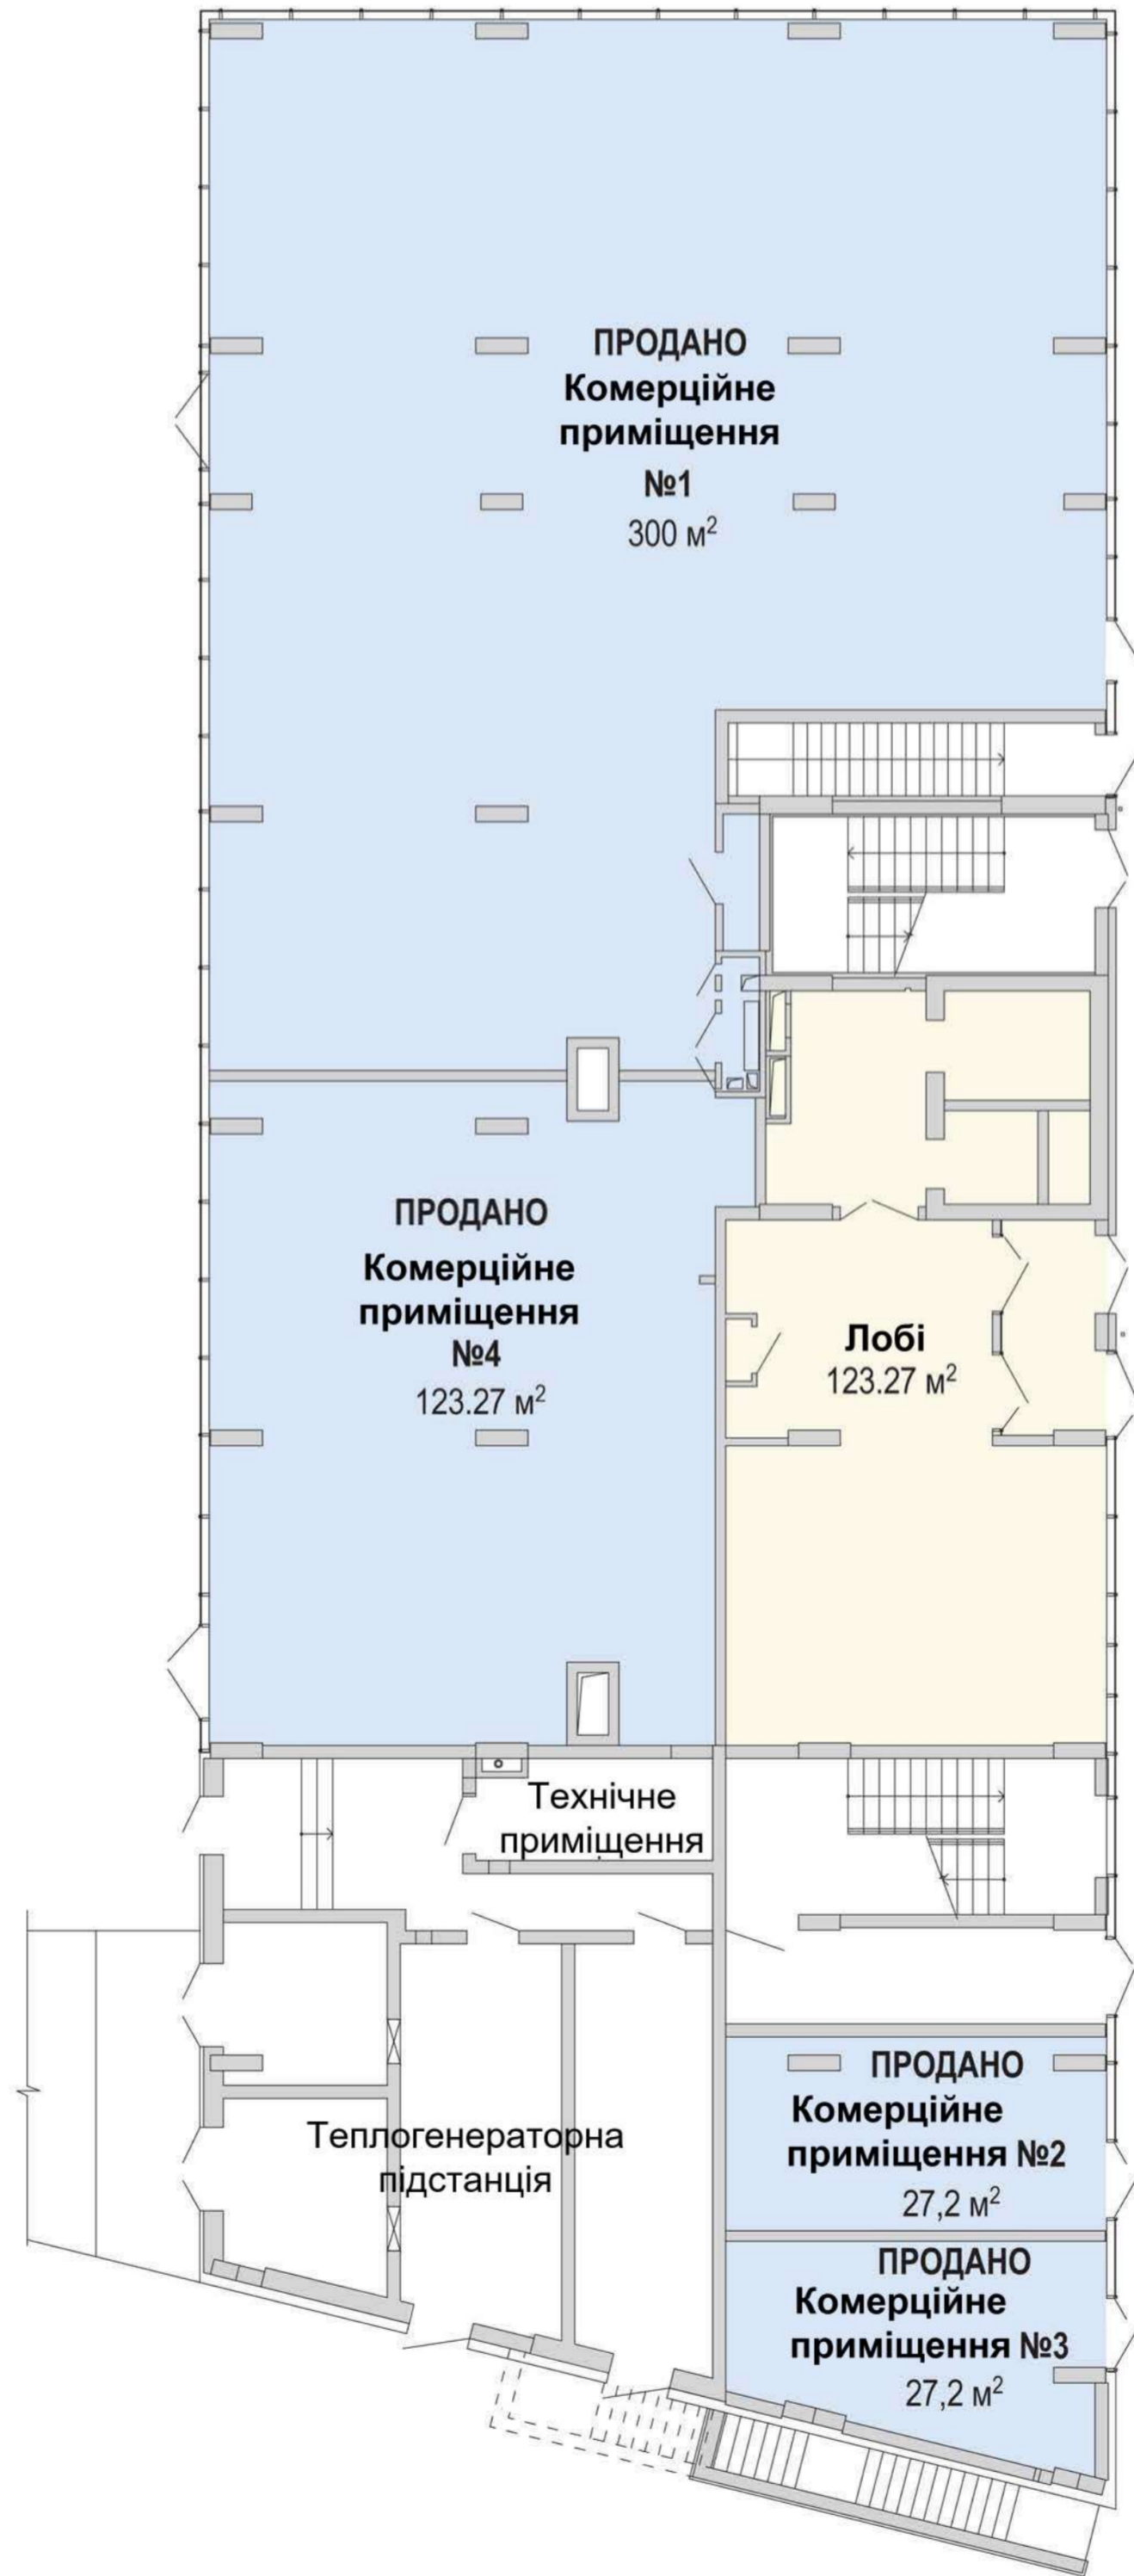 ПРОДАНО
Комерційне
приміщення
№1
300 м²
ПРОДАНО
Комерційне
приміщення
№4
123.27 м²
Лобі
123.27 м²
Технічне
приміщення
Теплогенераторна
підстанція
ПРОДАНО
Комерційне
приміщення №2
27,2 м²
ПРОДАНО
Комерційне
приміщення №3
27,2 м²